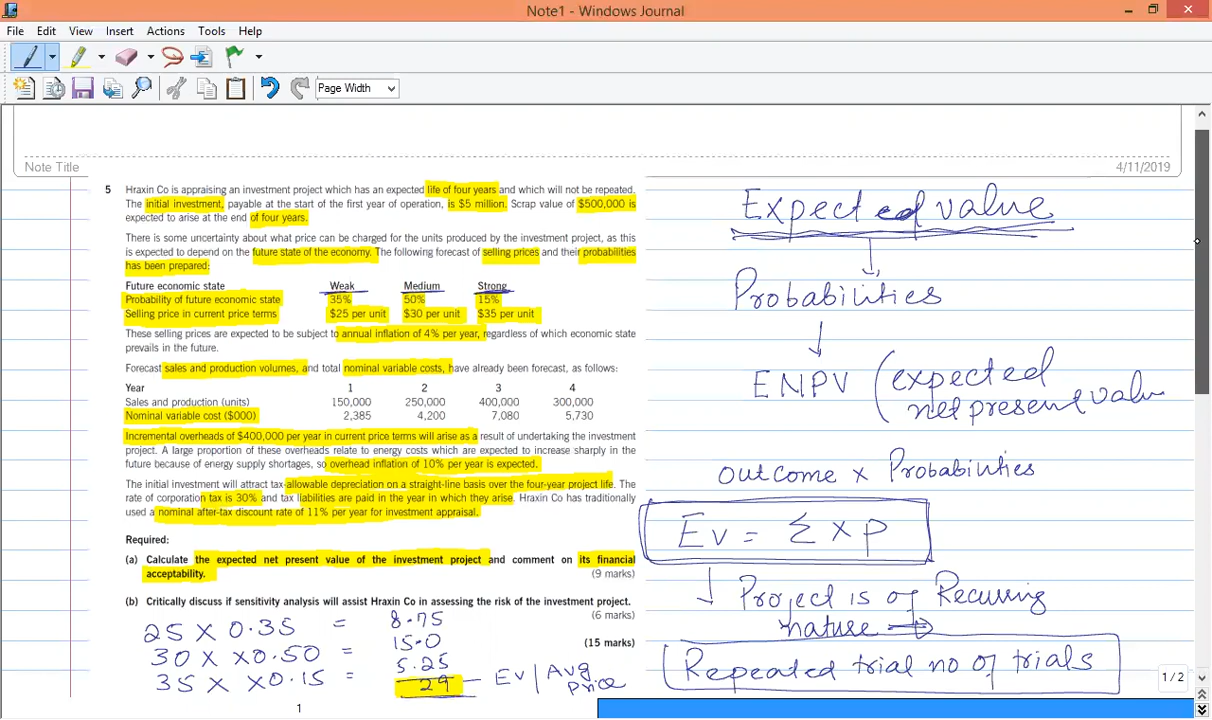 Note1 - Windows Journal
File Edit View Insert Actions Tools Help
Page Width
Note Title
4/11/2019
5 Hraxin Co is appraising an investment project which has an expected life of four years and which will not be repeated.
The initial investment, payable at the start of the first year of operation, is $5 million. Scrap value of $500,000 is
expected to arise at the end of four years.
There is some uncertainty about what price can be charged for the units produced by the investment project, as this
is expected to depend on the future state of the economy. The following forecast of selling prices and their probabilities
has been prepared:
Future economic state Weak Medium Strong
Probability of future economic state 35% 50% 15%
Selling price in current price terms $25 per unit $30 per unit $35 per unit
These selling prices are expected to be subject to annual inflation of 4% per year, regardless of which economic state
prevails in the future.
Forecast sales and production volumes, and total nominal variable costs, have already been forecast, as follows:
Year 1 2 3 4
Sales and production (units) 150,000 250,000 400,000 300,000
Nominal variable cost ($000) 2,385 4,200 7,080 5,730
Incremental overheads of $400,000 per year in current price terms will arise as a result of undertaking the investment
project. A large proportion of these overheads relate to energy costs which are expected to increase sharply in the
future because of energy supply shortages, so overhead inflation of 10% per year is expected.
The initial investment will attract tax-allowable depreciation on a straight-line basis over the four-year project life. The
rate of corporation tax is 30% and tax liabilities are paid in the year in which they arise. Hraxin Co has traditionally
used a nominal after-tax discount rate of 11% per year for investment appraisal.
Required:
(a) Calculate the expected net present value of the investment project and comment on its financial
acceptability. (9 marks)
(b) Critically discuss if sensitivity analysis will assist Hraxin Co in assessing the risk of the investment project.
(6 marks)
(15 marks)
25 X 0.35 = 8.75
30 X X0.50 = 15.0
35 X X0.15 = 5.25
29 EV | Avg
Price
1
Expected value
Probabilities
ENPV (expected
net present value
outcome x Probabilities
Ev = Σ x p
Project is of Recurring
nature
Repeated trial no of trials
1 / 2